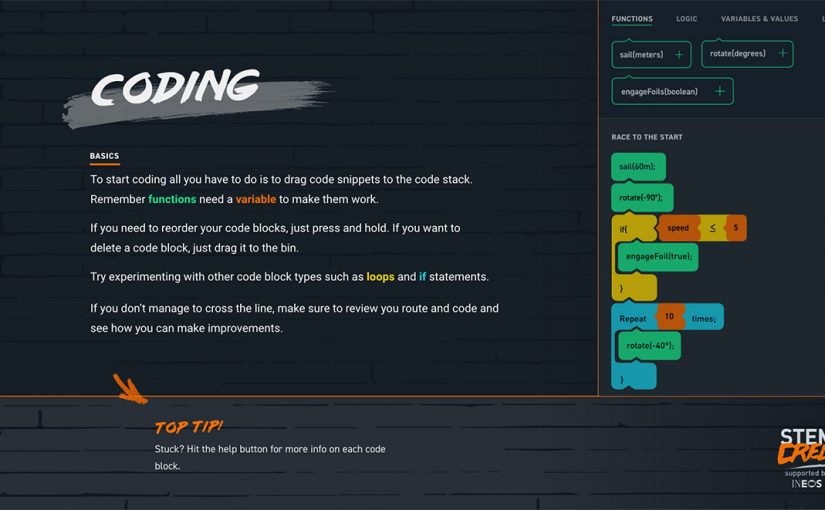 FUNCTIONS LOGIC VARIABLES & VALUES
sail(meters) +
rotate(degrees) +
engageFoils(boolean) +
CODING
BASICS
To start coding all you have to do is to drag code snippets to the code stack.
Remember functions need a variable to make them work.
If you need to reorder your code blocks, just press and hold. If you want to
delete a code block, just drag it to the bin.
Try experimenting with other code block types such as loops and if statements.
If you don't manage to cross the line, make sure to review you route and code and
see how you can make improvements.
RACE TO THE START
sail(60m);
rotate(-90°);
if{ speed ≤ 5
engageFoil(true);
}
Repeat 10 times;
rotate(-40°);
}
TOP TIP!
Stuck? Hit the help button for more info on each code
block.
STEM
CREW
supported b
INEOS